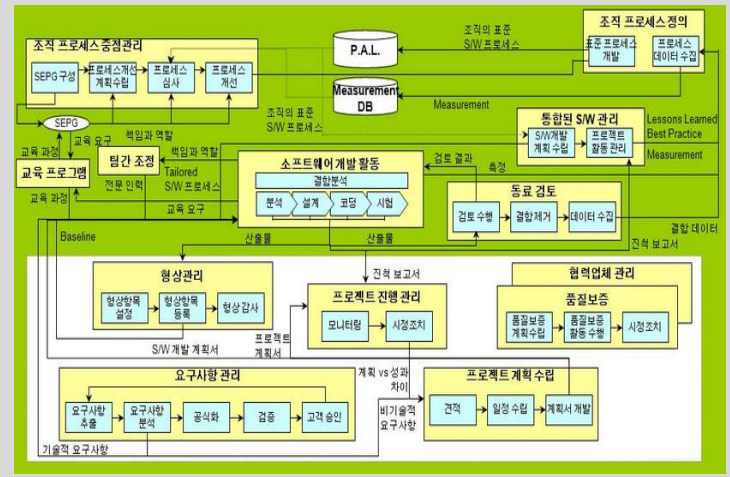 조직 프로세스 중점관리
SEPG 구성
프로세스개선
계획수립
프로세스
심사
프로세스
개선
P.A.L.
Measurement
DB
조직의 표준
S/W 프로세스
조직 프로세스 정의
표준 프로세스
개발
프로세스
데이터 수집
Measurement
조직의 표준
S/W 프로세스
SEPG
책임과 역할
교육 과정
교육 요구
교육 프로그램
교육 과정
팀간 조정
전문 인력
책임과 역할
Tailored
S/W 프로세스
교육 요구
소프트웨어 개발 활동
결함분석
분석
설계
코딩
시험
검토 결과
측정
통합된 S/W 관리
S/W개발
계획 수립
프로젝트
활동 관리
Lessons Learned
Best Practice
Measurement
동료 검토
검토 수행
결함제거
데이터 수집
결함 데이터
Baseline
산출물
산출물
진척 보고서
진척 보고서
형상관리
형상항목
설정
형상항목
등록
형상감사
S/W 개발 계획서
프로젝트
계획서
프로젝트 진행 관리
모니터링
시정조치
협력업체 관리
품질보증
품질보증
계획수립
품질보증
활동 수행
시정조치
계획 vs 성과
차이
요구사항 관리
요구사항
추출
요구사항
분석
공식화
검증
고객 승인
기술적 요구사항
비기술적
요구사항
프로젝트 계획 수립
견적
일정 수립
계획서 개발